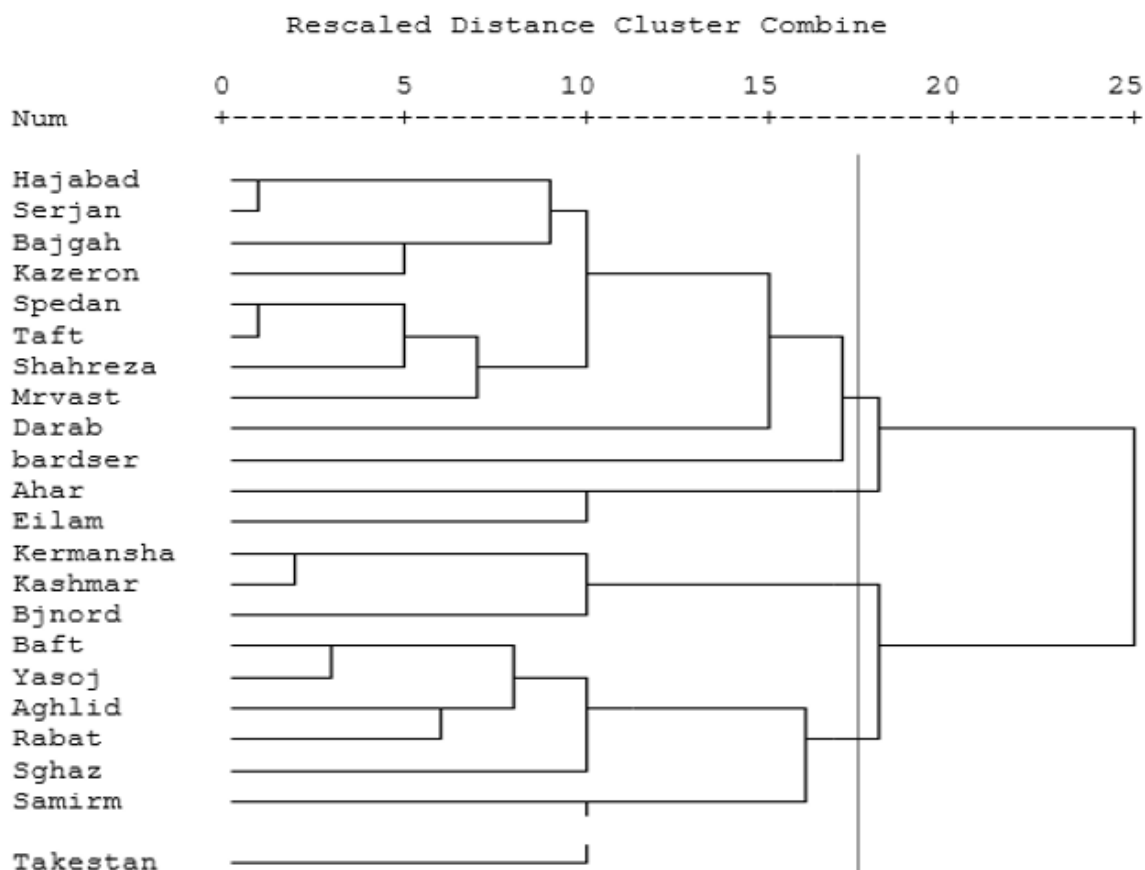 Rescaled Distance Cluster Combine
0 5 10 15 20 25
Num +---------+---------+---------+---------+---------+
Hajabad
Serjan
Bajgah
Kazeron
Spedan
Taft
Shahreza
Mrvast
Darab
bardser
Ahar
Eilam
Kermansha
Kashmar
Bjnord
Baft
Yasoj
Aghlid
Rabat
Sghaz
Samirm
Takestan